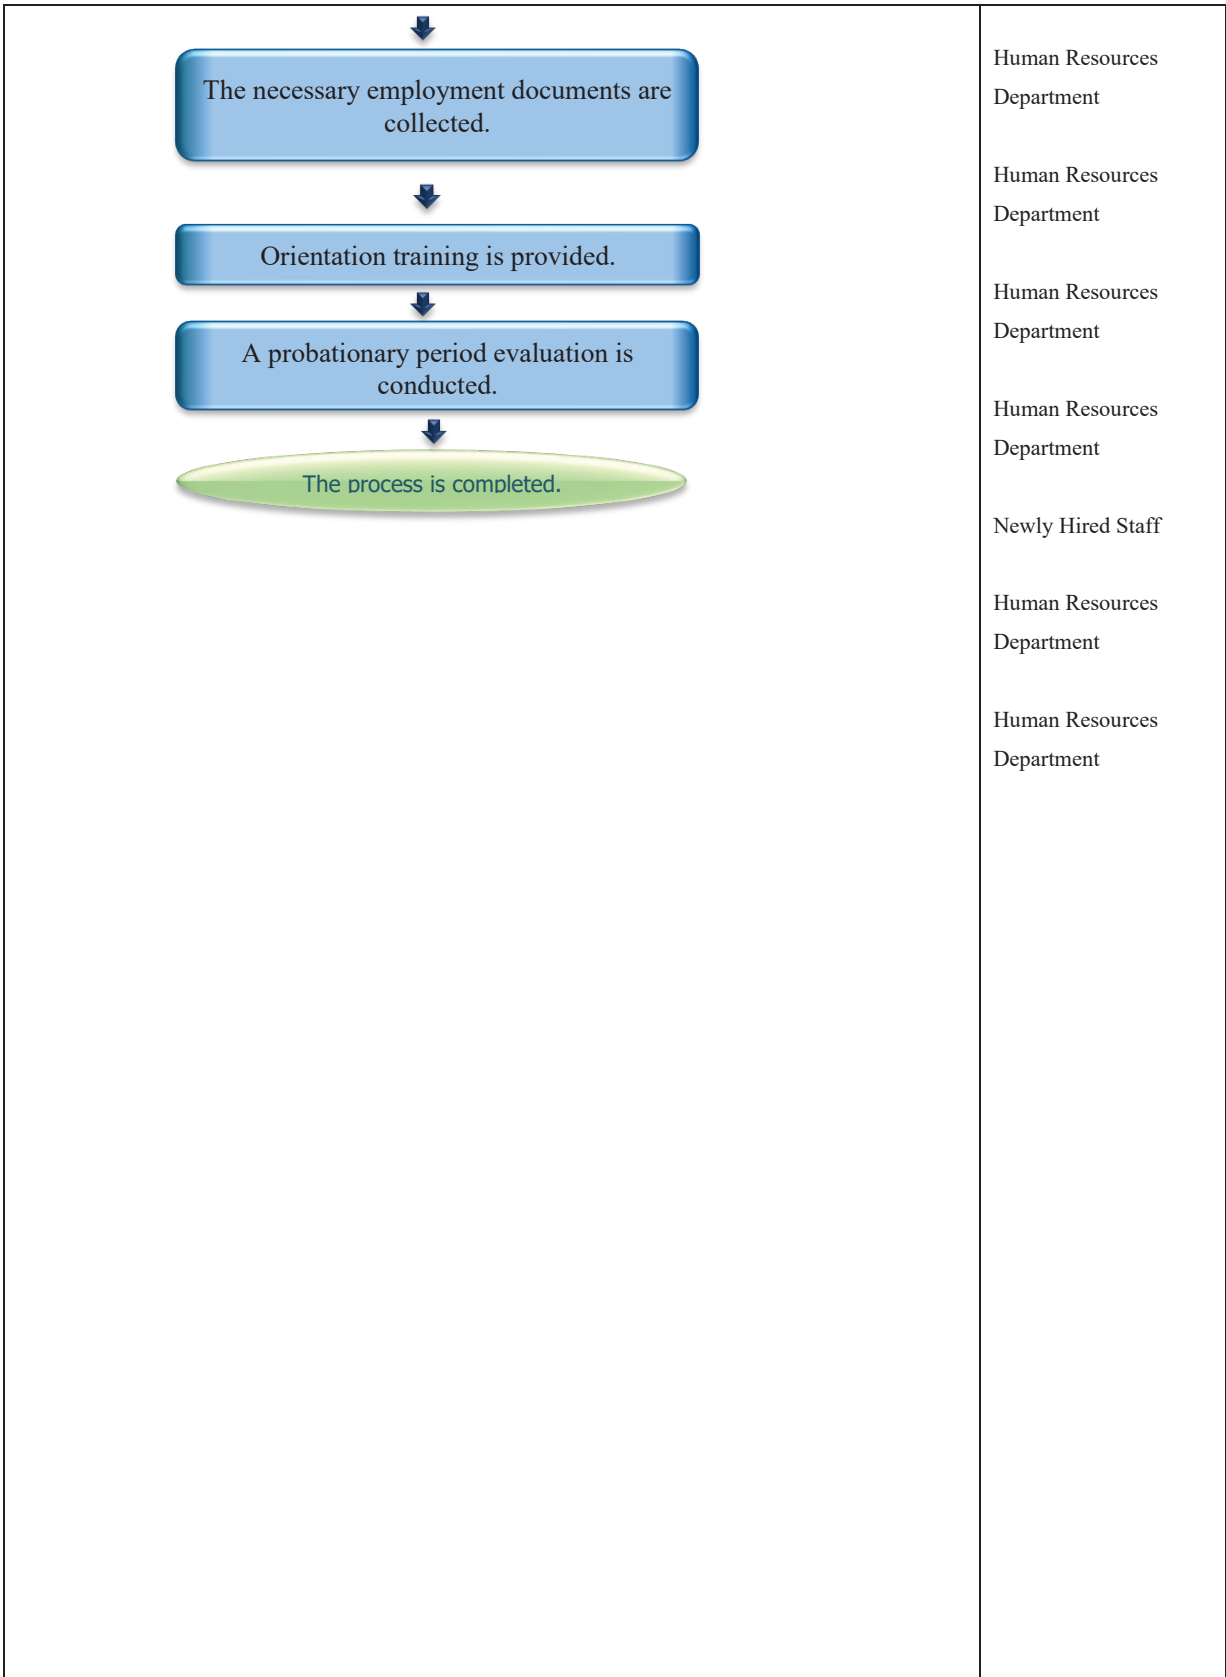 The necessary employment documents are
collected.
Orientation training is provided.
A probationary period evaluation is
conducted.
The process is completed.
Human Resources
Department
Human Resources
Department
Human Resources
Department
Human Resources
Department
Newly Hired Staff
Human Resources
Department
Human Resources
Department